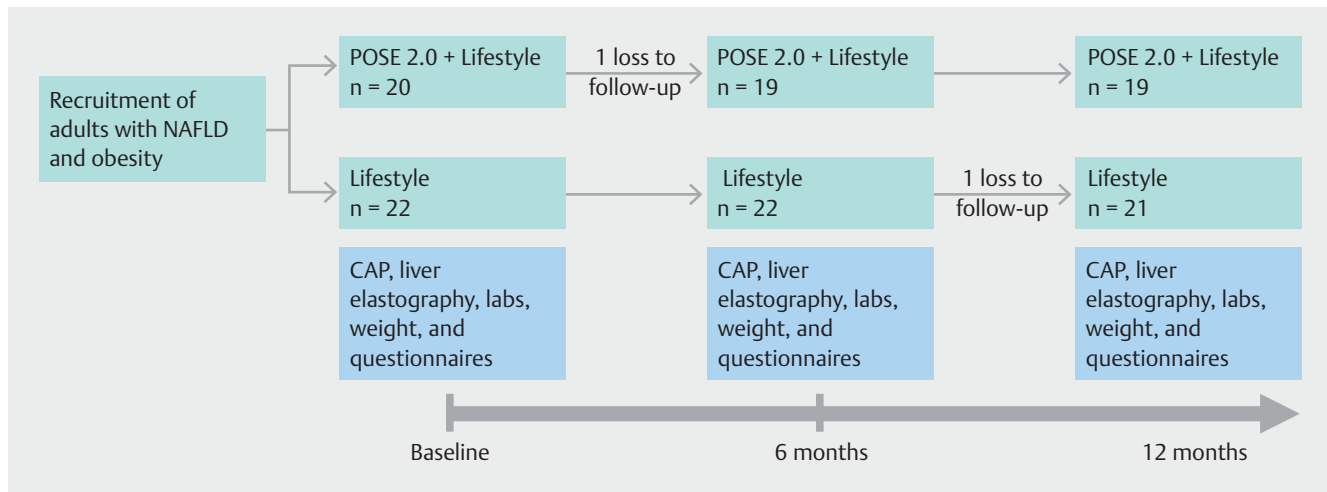 Recruitment of
adults with NAFLD
and obesity
POSE 2.0 + Lifestyle
n = 20
1 loss to
follow-up
POSE 2.0 + Lifestyle
n = 19
POSE 2.0 + Lifestyle
n = 19
Lifestyle
n = 22
Lifestyle
n = 22
1 loss to
follow-up
Lifestyle
n = 21
CAP, liver
elastography, labs,
weight, and
questionnaires
CAP, liver
elastography, labs,
weight, and
questionnaires
CAP, liver
elastography, labs,
weight, and
questionnaires
Baseline
6 months
12 months